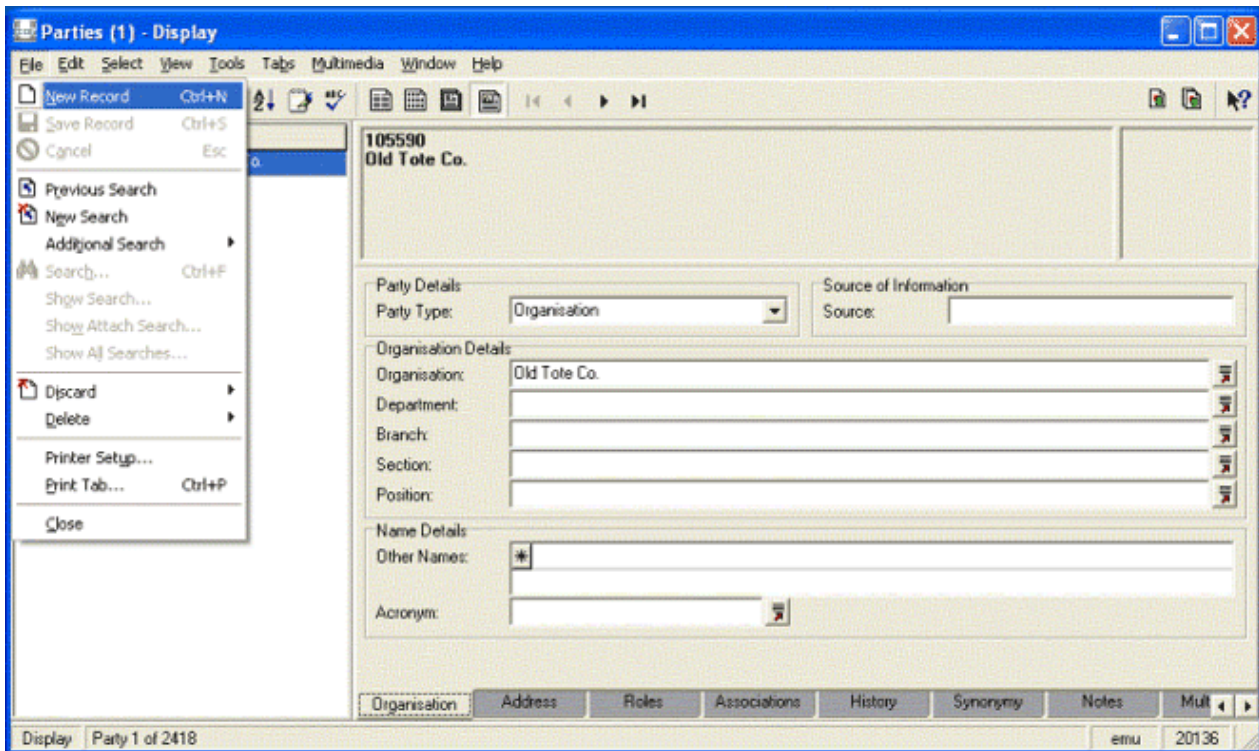 Parties (1) - Display
File Edit Select View Tools Tabs Multimedia Window Help
New Record Ctrl+N
Save Record Ctrl+S
Cancel Esc
Previous Search
New Search
Additional Search
Search... Ctrl+F
Show Search...
Show Attach Search...
Show All Searches...
Discard
Delete
Printer Setup...
Print Tab... Ctrl+P
Close
105590
Old Tote Co.
Party Details
Party Type: Organisation
Source of Information
Source:
Organisation Details
Organisation: Old Tote Co.
Department:
Branch:
Section:
Position:
Name Details
Other Names:
Acronym:
Organisation Address Roles Associations History Synonymy Notes Mult
Display Party 1 of 2418 emu 20136